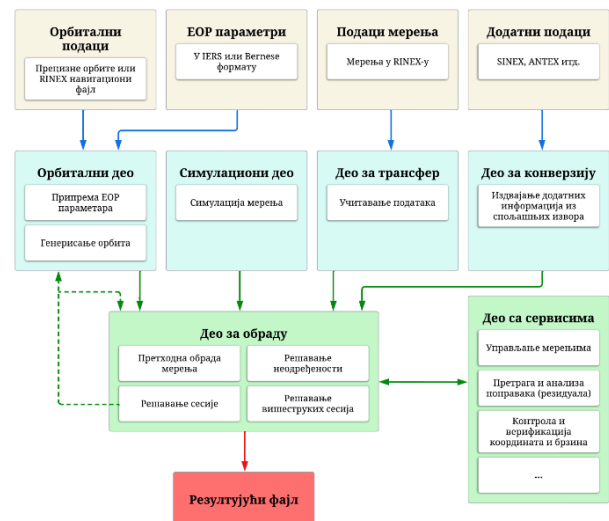 Орбитални
подаци
Прецизне орбите или
RINEX навигациони
фајл
EOP параметри
У IERS или Bernese
формату
Подаци мерења
Мерења у RINEX-у
Додатни подаци
SINEX, ANTEX итд.
Орбитални део
Припрема EOP
параметара
Генерисање орбита
Симулациони део
Симулација мерења
Део за трансфер
Учитавање података
Део за конверзију
Издвајање додатних
информација из
спољашњих извора
Део за обраду
Претходна обрада
мерења
Решавање
неодређености
Решавање сесије
Решавање
вишеструких сесија
Део са сервисима
Управљање мерењима
Претрага и анализа
поправака (резидуала)
Контрола и
верификација
координата и брзина
...
Резултујући фајл